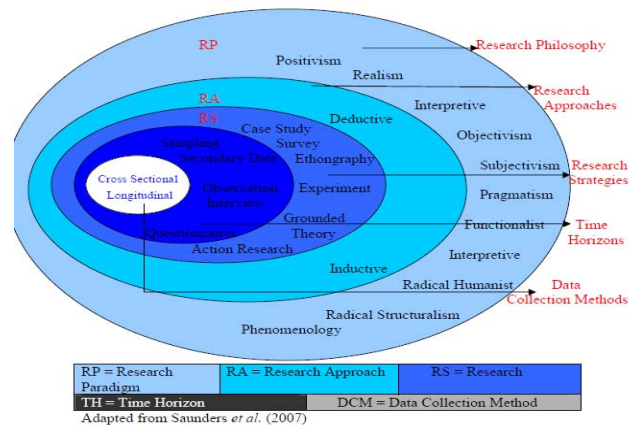 RP
Research Philosophy
Positivism
Realism
RA
Research
Approaches
RS
Interpretive
Deductive
Case Study
Survey
Objectivism
Sampling
Secondary Data
Ethongraphy
Subjectivism
Research
Strategies
Cross Sectional
Longitudinal
Observation
Interview
Experiment
Pragmatism
Grounded
Theory
Functionalist
Time
Horizons
Questionnaires
Action Research
Interpretive
Inductive
Radical Humanist
Data
Collection Methods
Radical Structuralism
Phenomenology
RP = Research
Paradigm
RA = Research Approach
RS = Research
TH = Time Horizon
DCM = Data Collection Method
Adapted from Saunders et al. (2007)